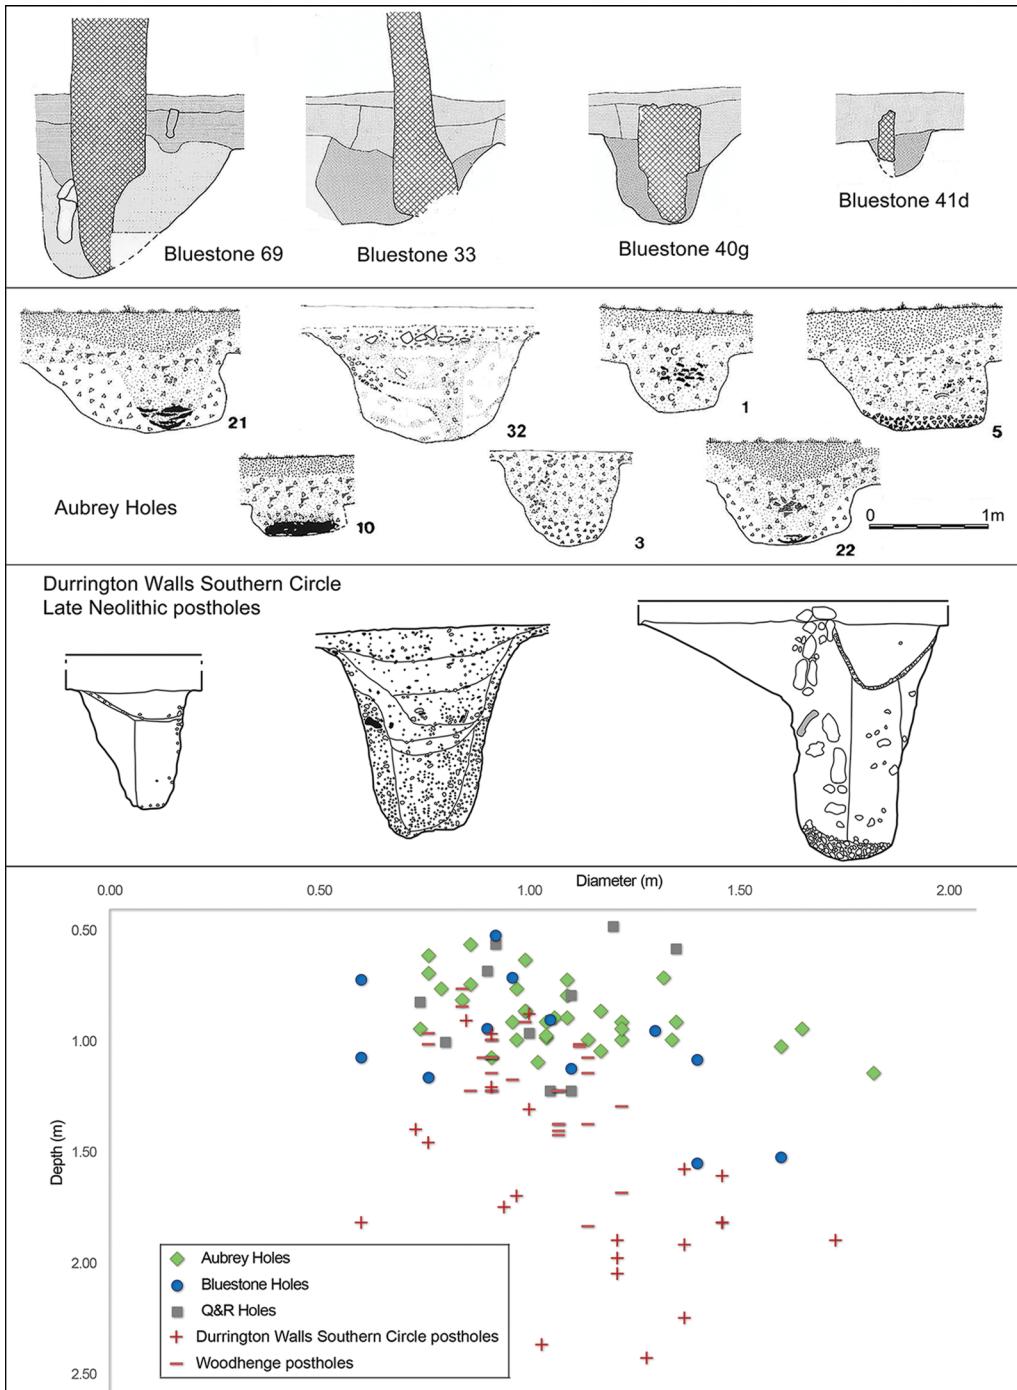 Bluestone 69
Bluestone 33
Bluestone 40g
Bluestone 41d
21
32
C
C
1
5
Aubrey Holes
10
3
22
0 1m
Durrington Walls Southern Circle
Late Neolithic postholes
Diameter (m)
0.00 0.50 1.00 1.50 2.00
0.50
1.00
1.50
2.00
2.50
Depth (m)
Aubrey Holes
Bluestone Holes
Q&R Holes
Durrington Walls Southern Circle postholes
Woodhenge postholes